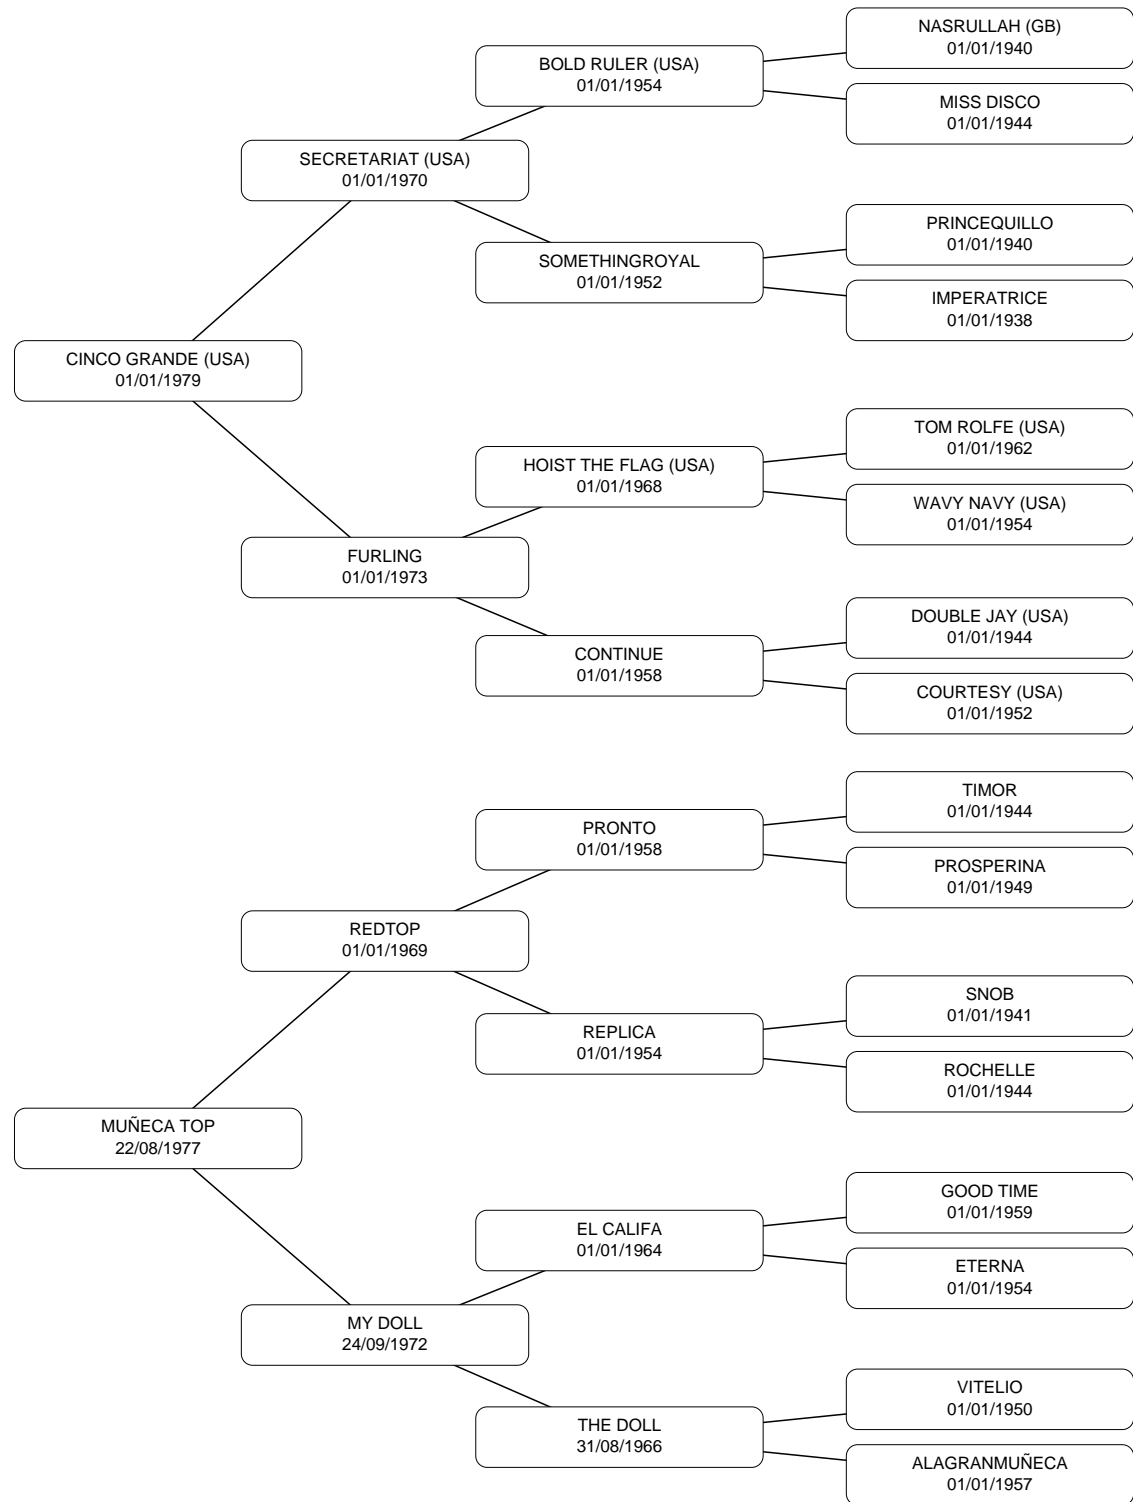 NASRULLAH (GB)
01/01/1940
BOLD RULER (USA)
01/01/1954
MISS DISCO
01/01/1944
SECRETARIAT (USA)
01/01/1970
PRINCEQUILLO
01/01/1940
SOMETHINGROYAL
01/01/1952
IMPERATRICE
01/01/1938
CINCO GRANDE (USA)
01/01/1979
TOM ROLFE (USA)
01/01/1962
HOIST THE FLAG (USA)
01/01/1968
WAVY NAVY (USA)
01/01/1954
FURLING
01/01/1973
DOUBLE JAY (USA)
01/01/1944
CONTINUE
01/01/1958
COURTESY (USA)
01/01/1952
TIMOR
01/01/1944
PRONTO
01/01/1958
PROSPERINA
01/01/1949
REDTOP
01/01/1969
SNOB
01/01/1941
REPLICA
01/01/1954
ROCHELLE
01/01/1944
MUÑECA TOP
22/08/1977
GOOD TIME
01/01/1959
EL CALIFA
01/01/1964
ETERNA
01/01/1954
MY DOLL
24/09/1972
VITELIO
01/01/1950
THE DOLL
31/08/1966
ALAGRANMUÑECA
01/01/1957